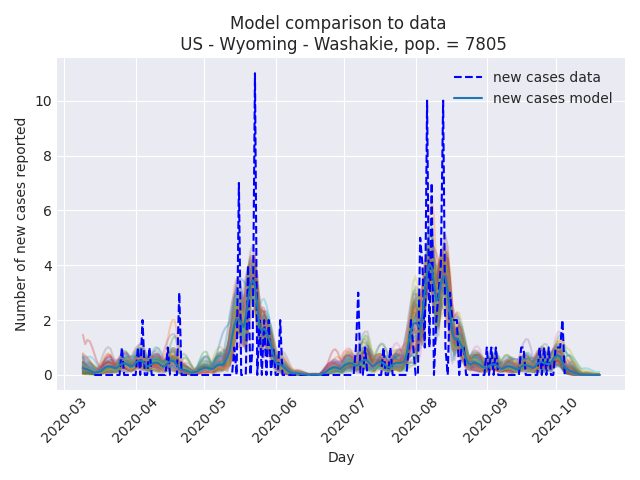 Model comparison to data
US - Wyoming - Washakie, pop. = 7805
new cases data
new cases model
Number of new cases reported
10
8
6
4
2
0
2020-03
2020-04
2020-05
2020-06
2020-07
2020-08
2020-09
2020-10
Day